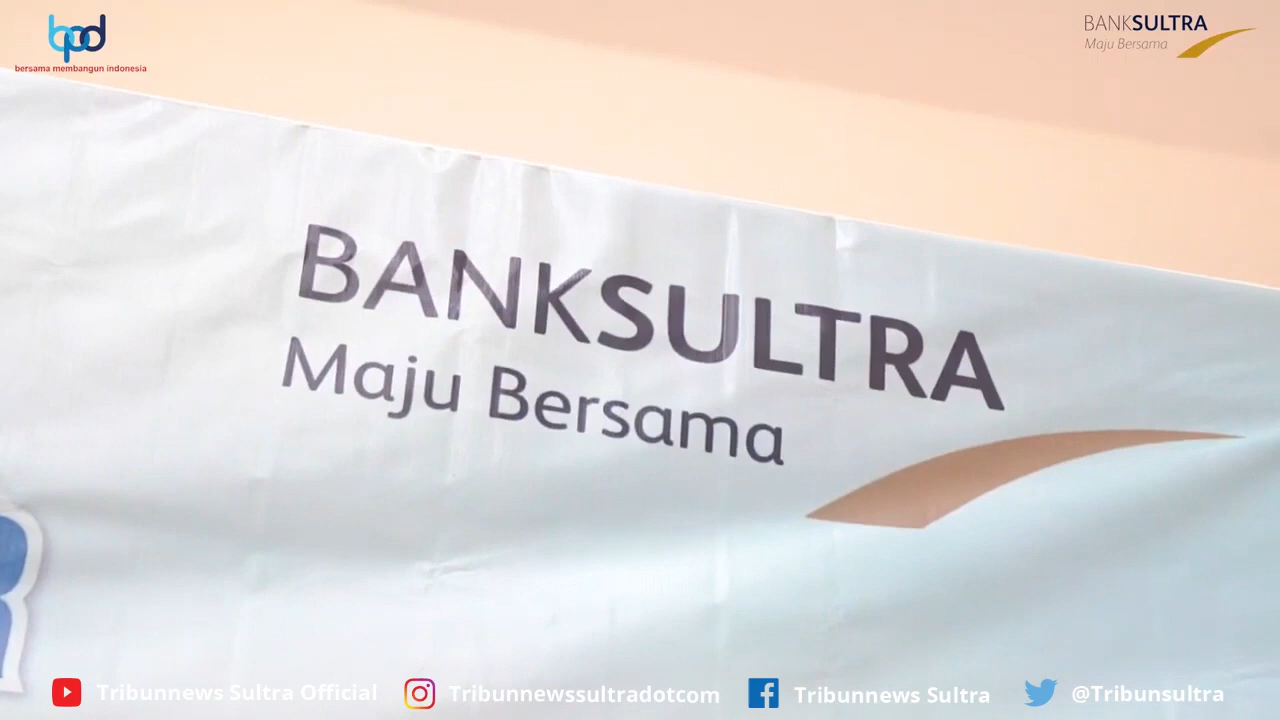 bpd
bersama membangun indonesia
BANKSULTRA
Maju Bersama
BANKSULTRA
Maju Bersama
Tribunnews Sultra Official
Tribunnewssultradotcom
Tribunnews Sultra
@Tribunsultra